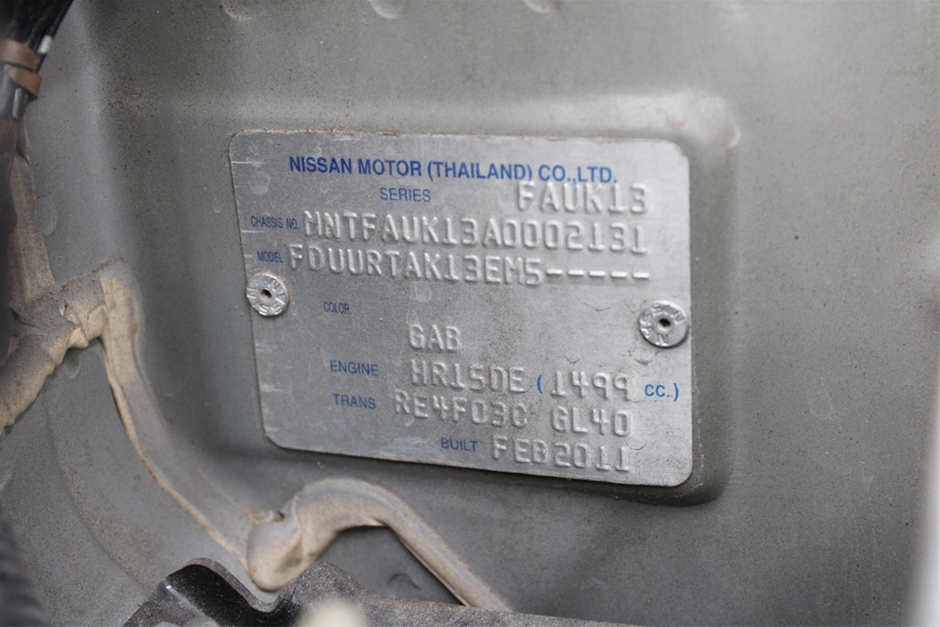 NISSAN MOTOR (THAILAND) CO.,LTD.
SERIES FAUK13
CHASSIS NO. MNTFAUK13A0002131
MODEL FDUURTAK13EM5-----
COLOR
GAB
ENGINE HR15DE (1499 CC.)
TRANS RE4F03C GL40
BUILT FEB2011